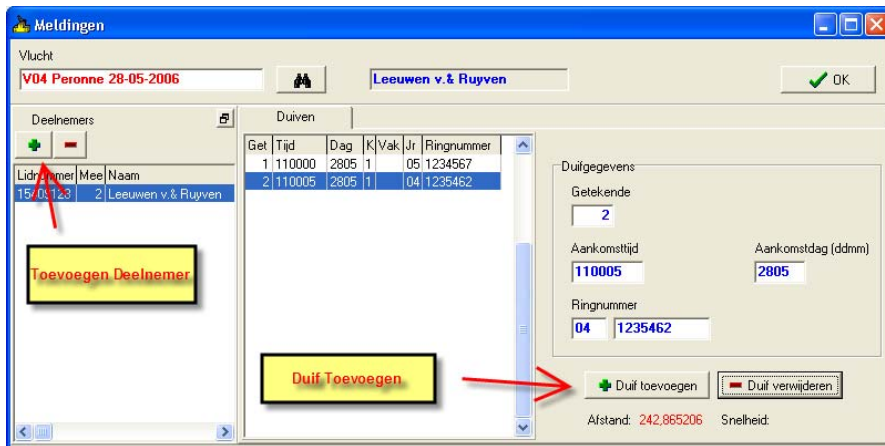 Meldingen
Vlucht
V04 Peronne 28-05-2006
Leeuwen v.& Ruyven
OK
Deelnemers
Lidnummer Mee Naam
2 Leeuwen v.& Ruyven
Toevoegen Deelnemer
Duiven
Get Tijd Dag K Vak Jr Ringnummer
1 110000 2805 1 05 1234567
2 110005 2805 1 04 1235462
Duif Toevoegen
Duifgegevens
Getekende
2
Aankomsttijd Aankomstdag (ddmm)
110005 2805
Ringnummer
04 1235462
Duif toevoegen Duif verwijderen
Afstand: 242,865206 Snelheid: